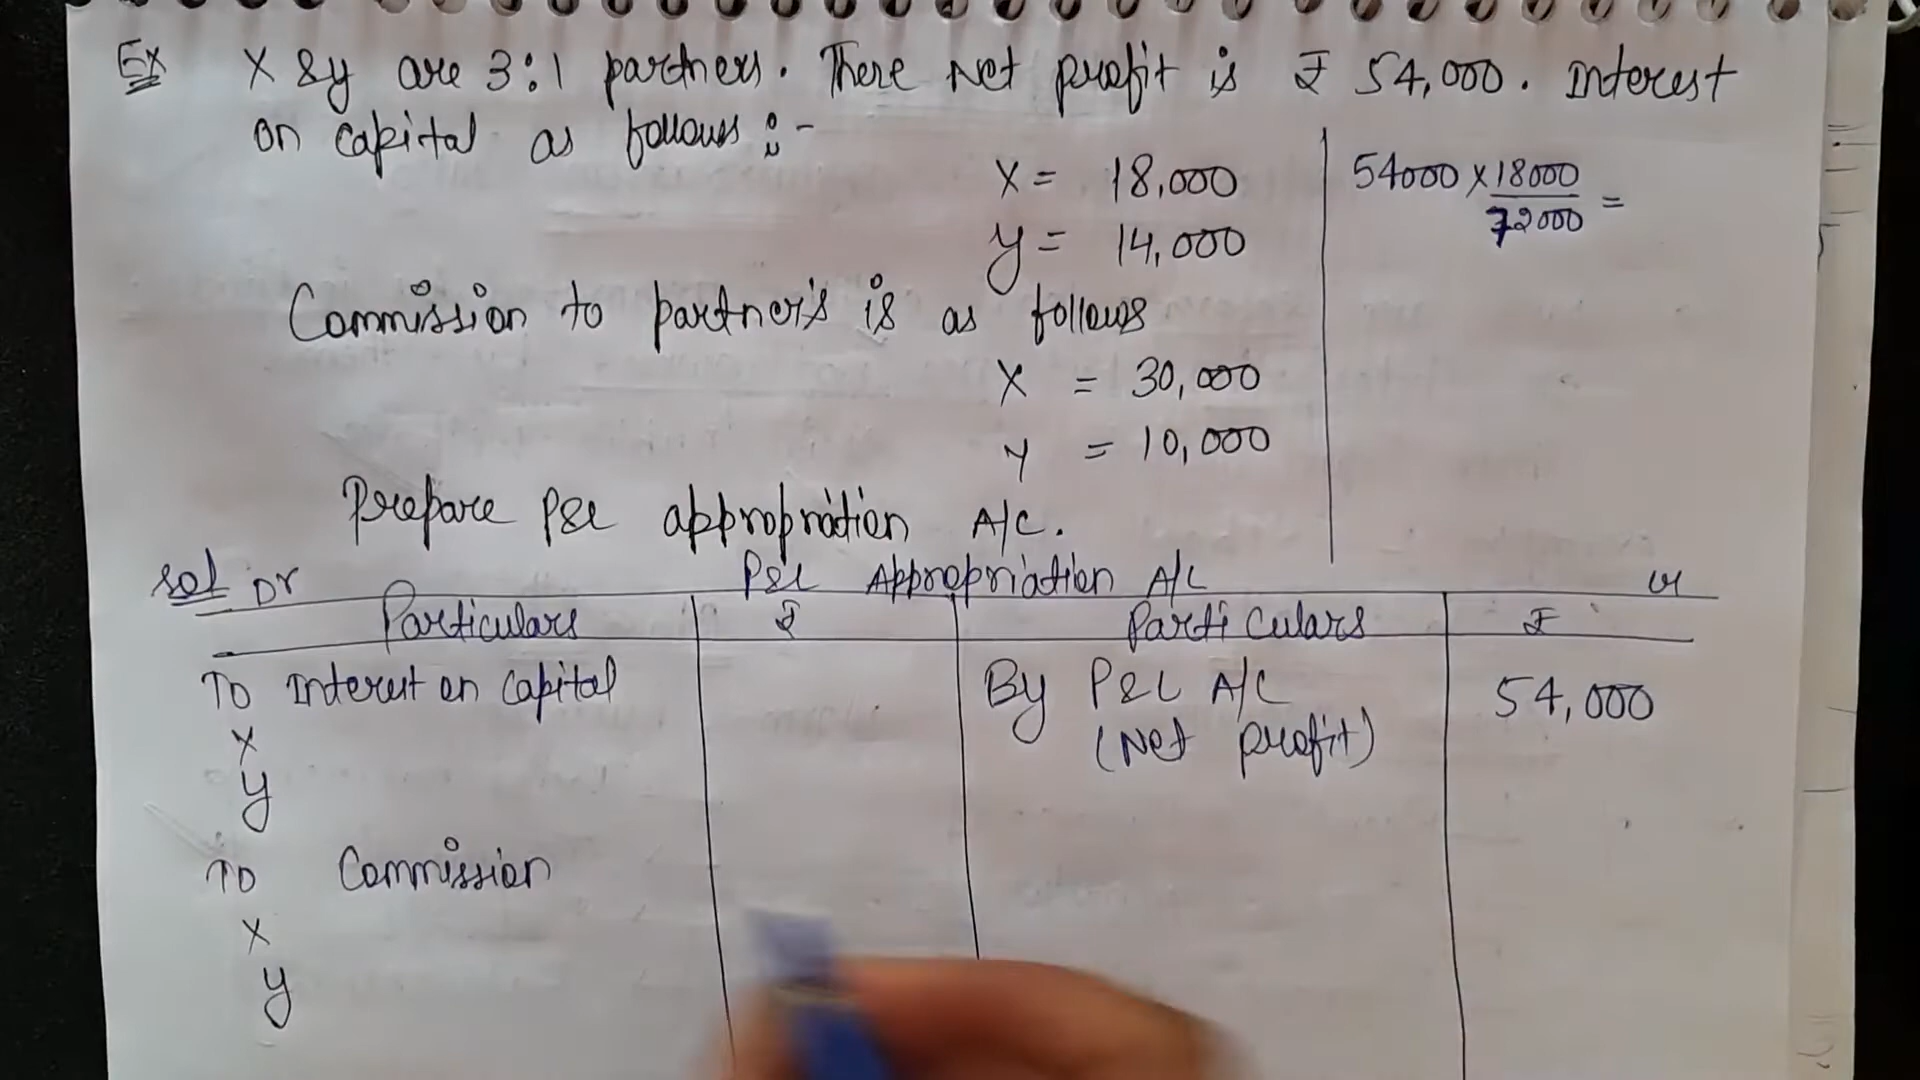 Ex X & y are 3:1 partners. There Net profit is ₹ 54,000. Interest
on capital as follows :-
X = 18,000
y = 14,000
54000 × 18000 / 72000 =
Commission to partner's is as follows
X = 30,000
y = 10,000
Prepare P&L appropriation A/C.
sol Dr P&L Appropriation A/C Cr
Particulars ₹ Particulars ₹
To Interest on capital By P&L A/C 54,000
X (Net profit)
y
To Commission
X
y